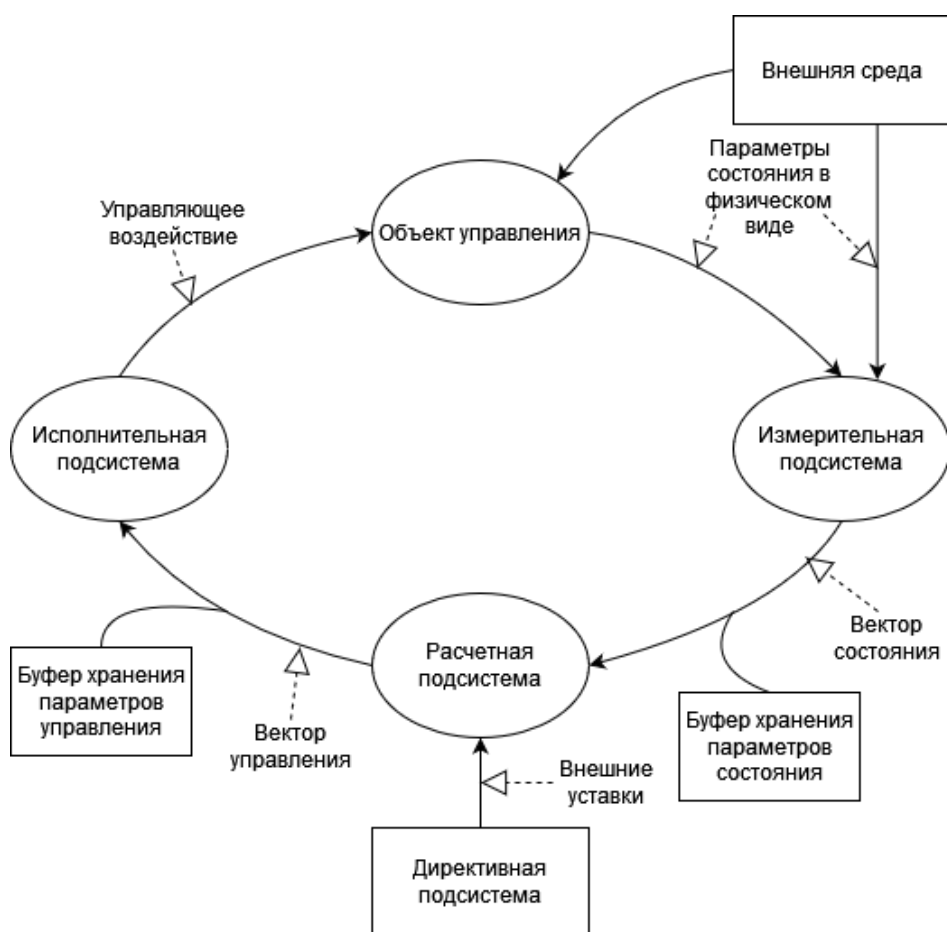 Внешняя среда
Параметры
состояния в
физическом
виде
Управляющее
воздействие
Объект управления
Исполнительная
подсистема
Измерительная
подсистема
Вектор
состояния
Расчетная
подсистема
Буфер хранения
параметров
управления
Вектор
управления
Буфер хранения
параметров
состояния
Внешние
уставки
Директивная
подсистема